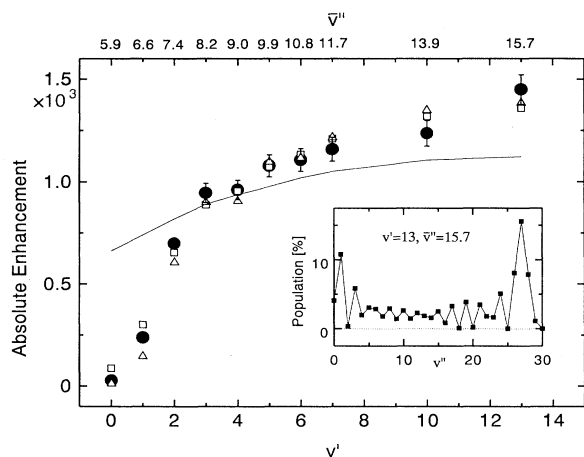 v̄''
5.9 6.6 7.4 8.2 9.0 9.9 10.8 11.7 13.9 15.7
1.5
×10³
1.0
0.5
0
Absolute Enhancement
v'=13, v̄''=15.7
Population [%]
10
0
0 10 20 30
v''
0 2 4 6 8 10 12 14
v'